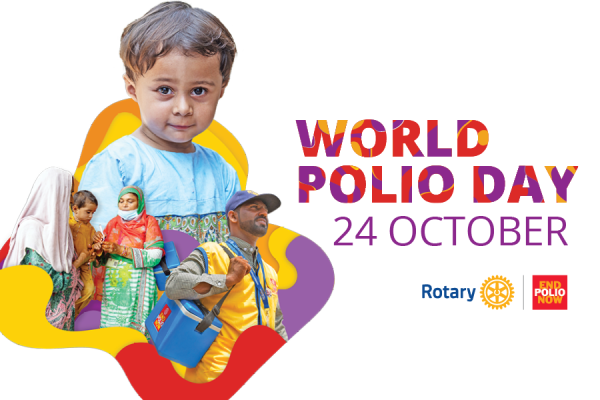 WORLD
POLIO DAY
24 OCTOBER
Rotary
END
POLIO
NOW